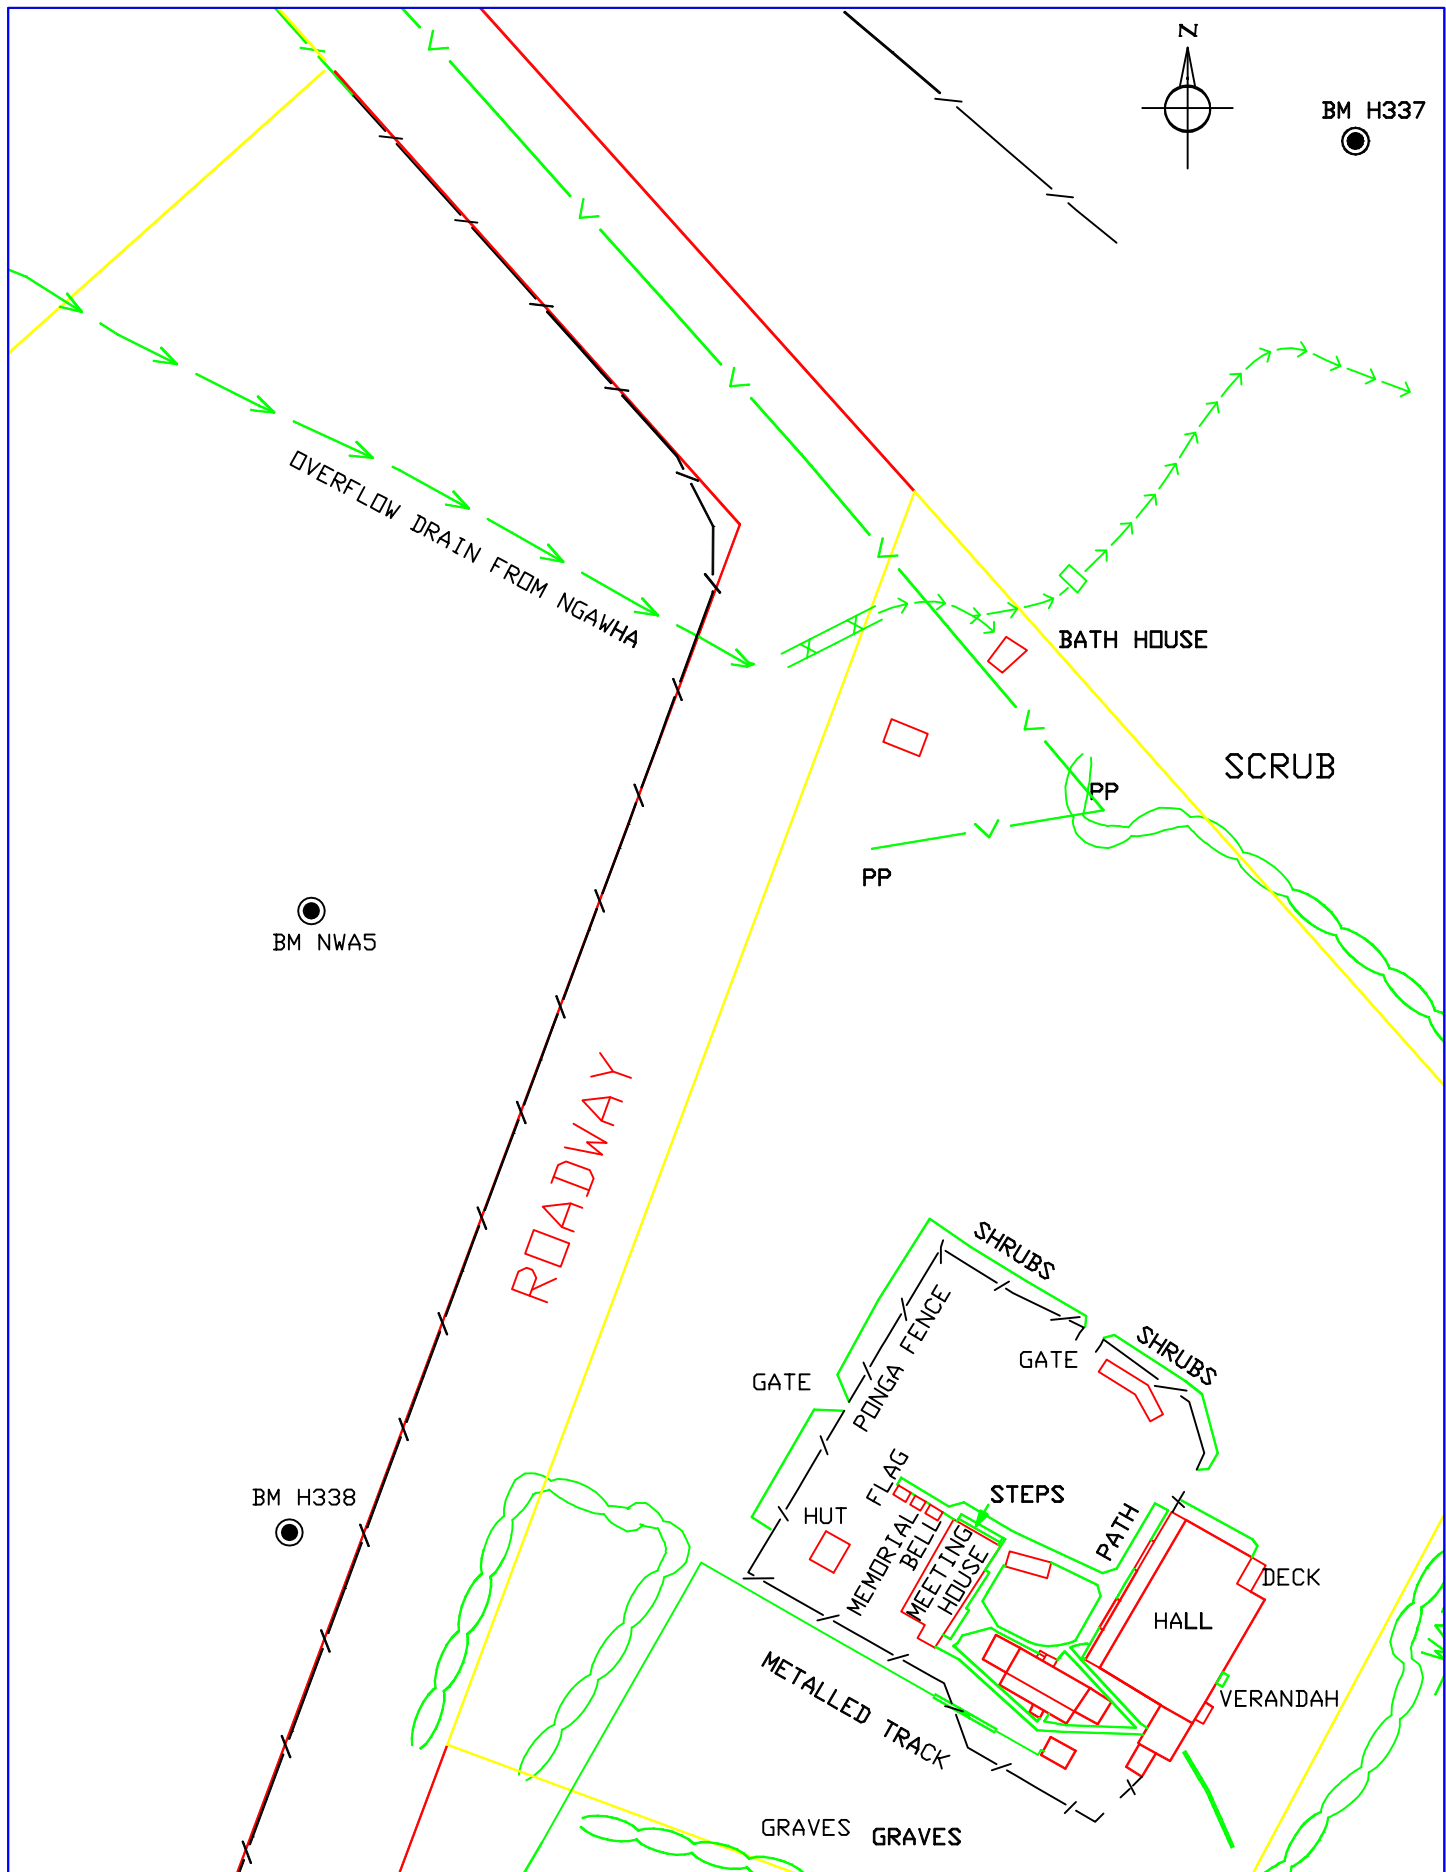 N
BM H337
OVERFLOW DRAIN FROM NGAWHA
BATH HOUSE
SCRUB
PP
PP
BM NWA5
ROADWAY
SHRUBS
PONGA FENCE
SHRUBS
GATE
GATE
FLAG
STEPS
BM H338
HUT
PATH
MEMORIAL
BELL
MEETING
HOUSE
DECK
HALL
METALLED TRACK
VERANDAH
GRAVES
GRAVES